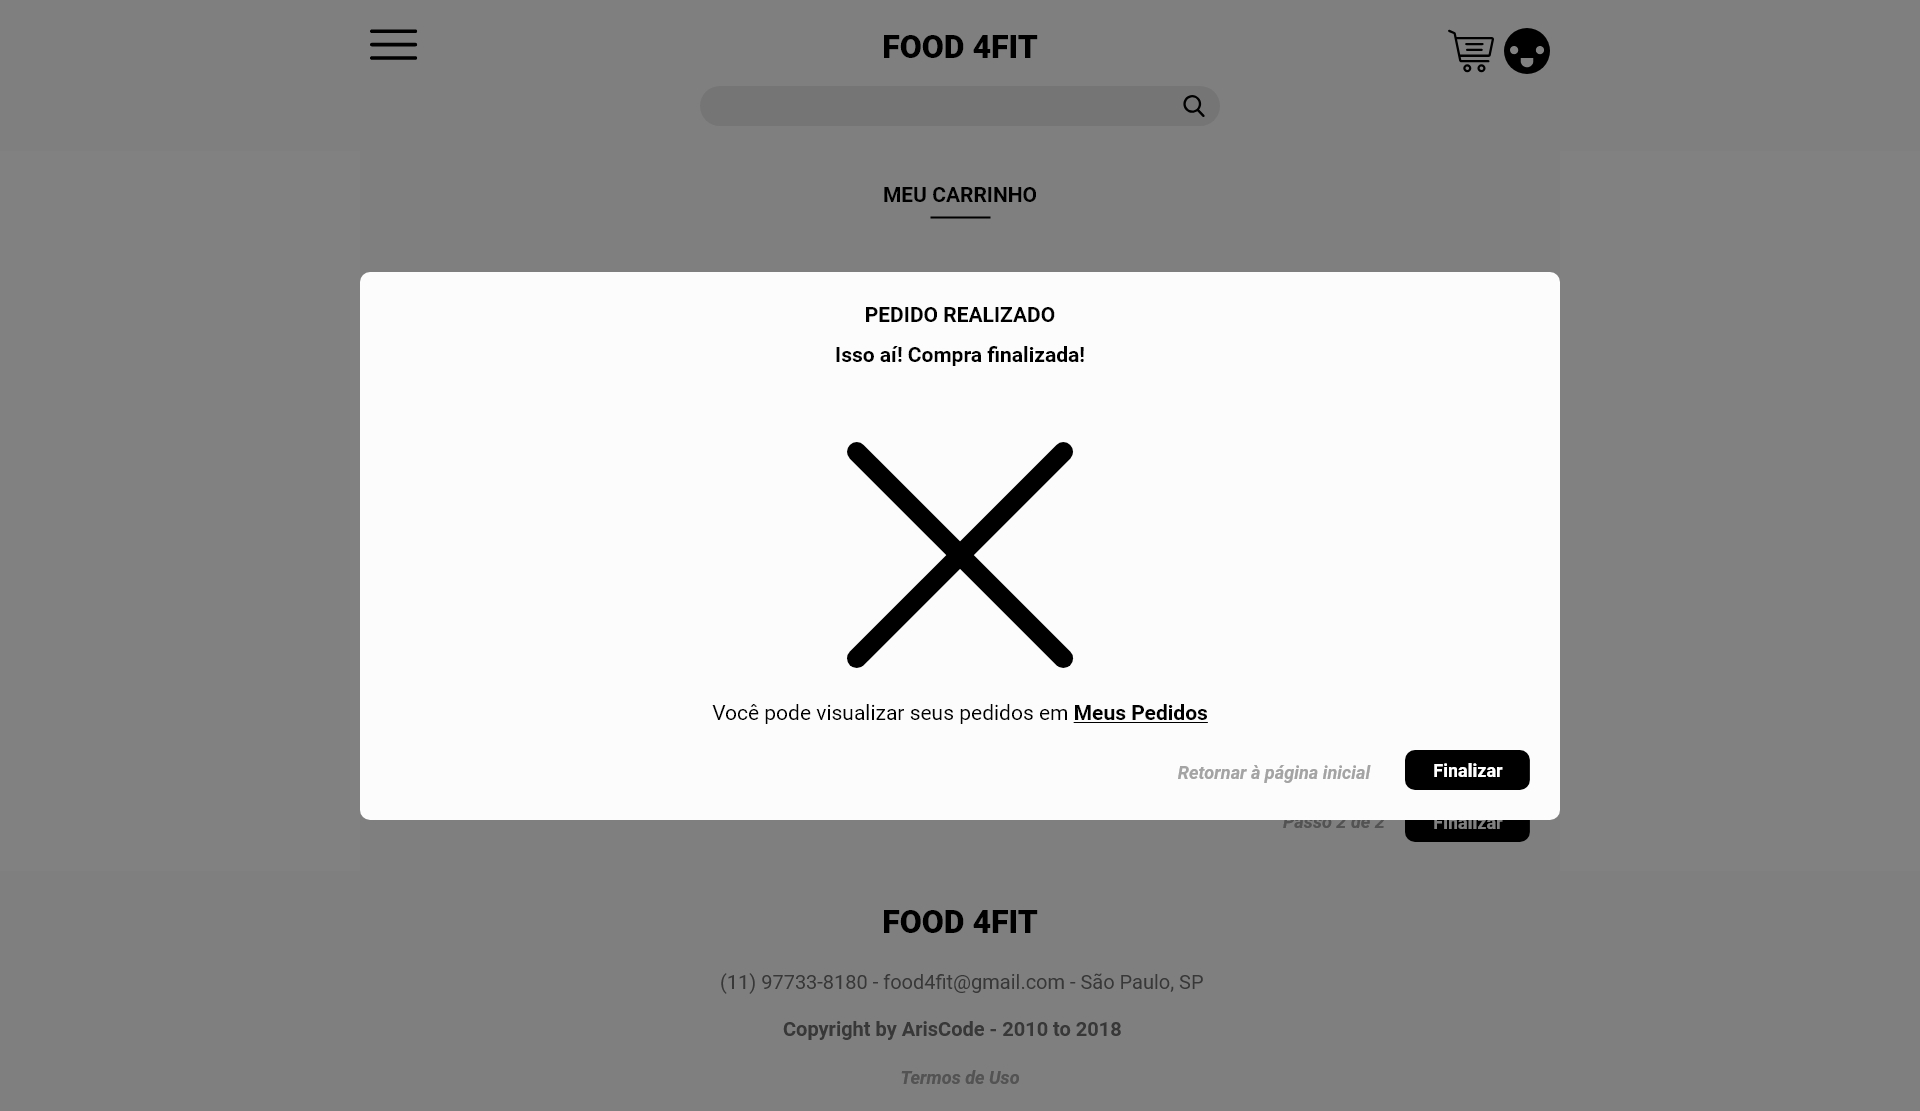 FOOD 4FIT
MEU CARRINHO
PEDIDO REALIZADO
Isso aí! Compra finalizada!
Você pode visualizar seus pedidos em Meus Pedidos
Retornar à página inicial
Finalizar
Passo 2 de 2
Finalizar
FOOD 4FIT
(11) 97733-8180 - food4fit@gmail.com - São Paulo, SP
Copyright by ArisCode - 2010 to 2018
Termos de Uso